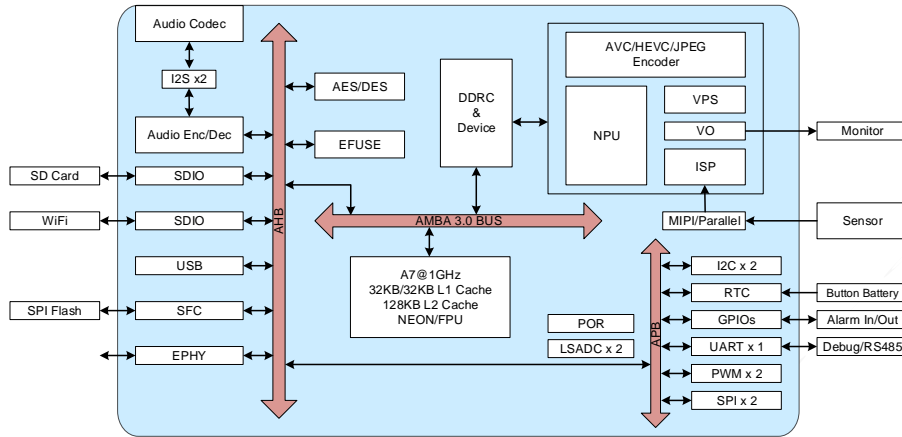 Audio Codec
I2S x2
Audio Enc/Dec
SD Card
SDIO
WiFi
SDIO
USB
SPI Flash
SFC
EPHY
AHB
AES/DES
EFUSE
DDRC
&
Device
AMBA 3.0 BUS
A7@1GHz
32KB/32KB L1 Cache
128KB L2 Cache
NEON/FPU
AVC/HEVC/JPEG
Encoder
NPU
VPS
VO
Monitor
ISP
MIPI/Parallel
Sensor
POR
LSADC x 2
APB
I2C x 2
RTC
Button Battery
GPIOs
Alarm In/Out
UART x 1
Debug/RS485
PWM x 2
SPI x 2